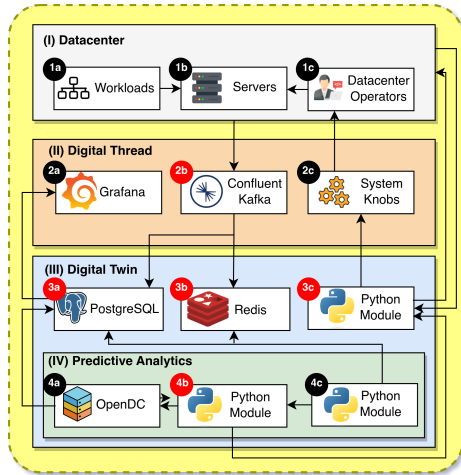 (I) Datacenter
1a
Workloads
1b
Servers
1c
Datacenter
Operators
(II) Digital Thread
2a
Grafana
2b
Confluent
Kafka
2c
System
Knobs
(III) Digital Twin
3a
PostgreSQL
3b
Redis
3c
Python
Module
(IV) Predictive Analytics
4a
OpenDC
4b
Python
Module
4c
Python
Module